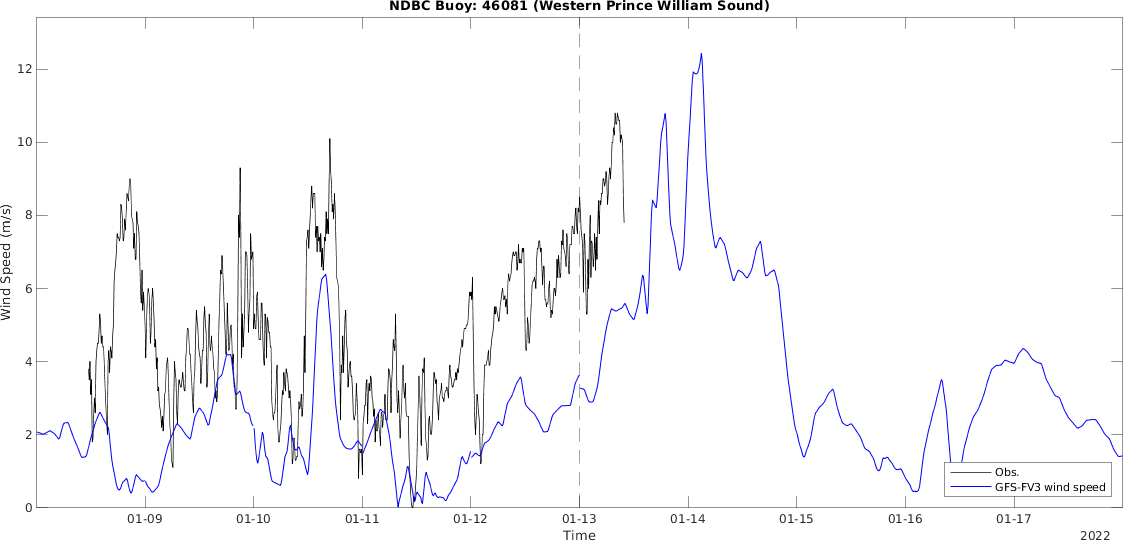 NDBC Buoy: 46081 (Western Prince William Sound)
Wind Speed (m/s)
12
10
8
6
4
2
0
01-09 01-10 01-11 01-12 01-13 01-14 01-15 01-16 01-17
Time
2022
Obs.
GFS-FV3 wind speed